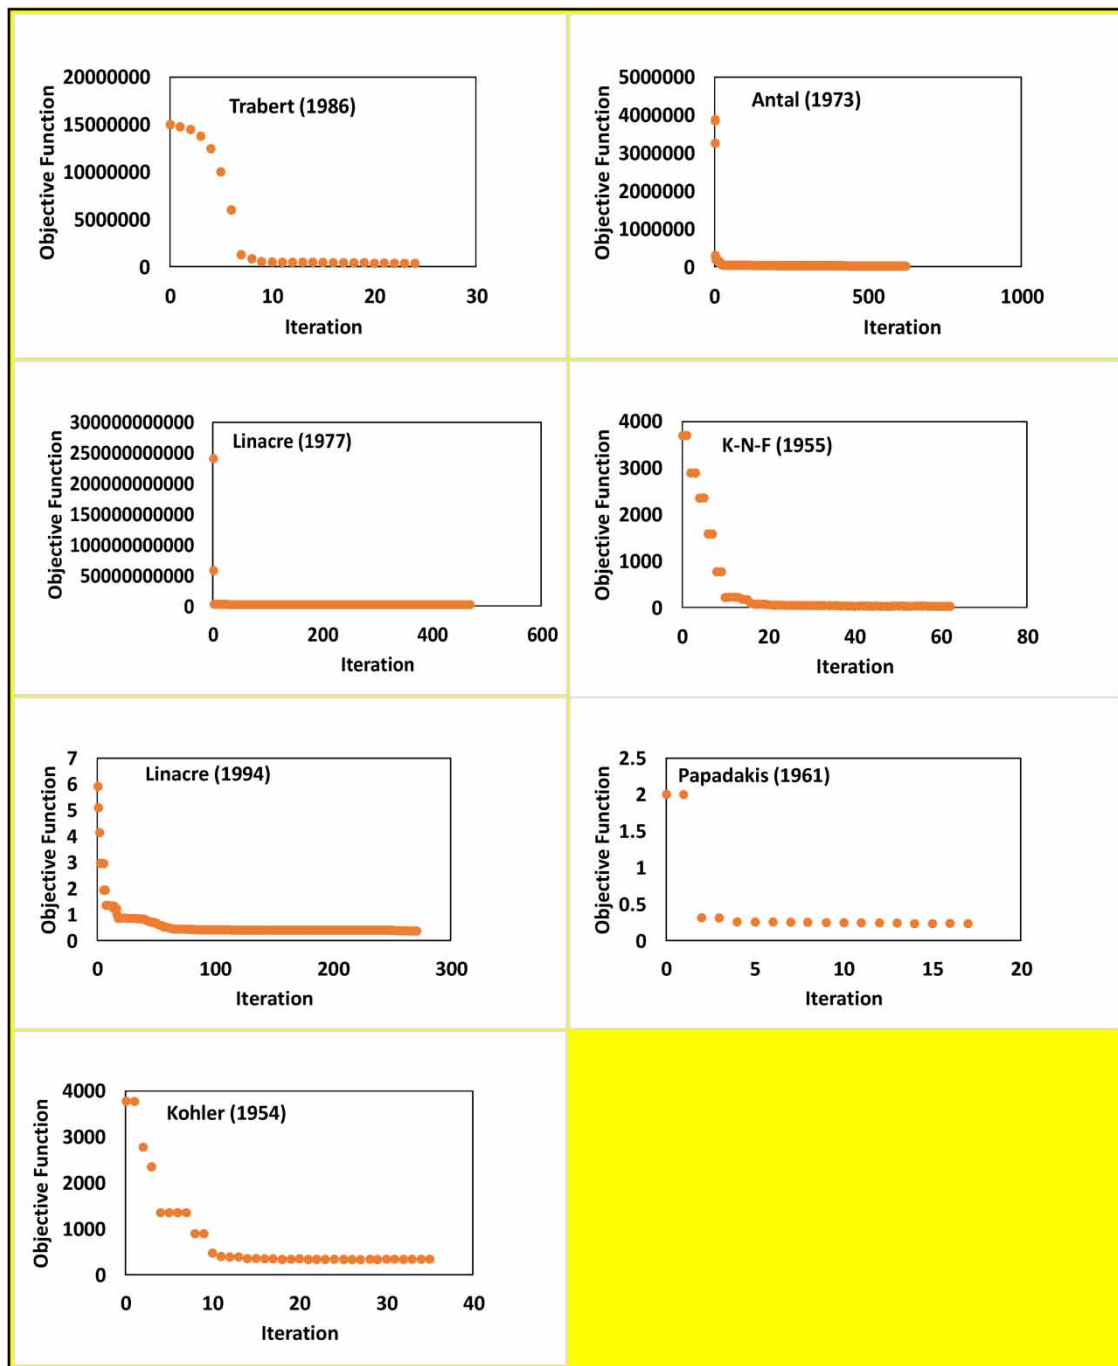 Trabert (1986)
Objective Function
20000000
15000000
10000000
5000000
0
0 10 20 30
Iteration
Antal (1973)
Objective Function
5000000
4000000
3000000
2000000
1000000
0
0 500 1000
Iteration
Linacre (1977)
Objective Function
300000000000
250000000000
200000000000
150000000000
100000000000
50000000000
0
0 200 400 600
Iteration
K-N-F (1955)
Objective Function
4000
3000
2000
1000
0
0 20 40 60 80
Iteration
Linacre (1994)
Objective Function
7
6
5
4
3
2
1
0
0 100 200 300
Iteration
Papadakis (1961)
Objective Function
2.5
2
1.5
1
0.5
0
0 5 10 15 20
Iteration
Kohler (1954)
Objective Function
4000
3000
2000
1000
0
0 10 20 30 40
Iteration